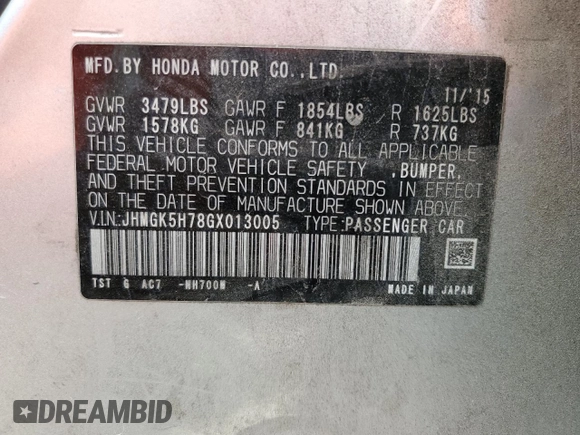 MFD.BY HONDA MOTOR CO.,LTD.
11/'15
GVWR 3479LBS GAWR F 1854LBS R 1625LBS
GVWR 1578KG GAWR F 841KG R 737KG
THIS VEHICLE CONFORMS TO ALL APPLICABLE
FEDERAL MOTOR VEHICLE SAFETY ,BUMPER,
AND THEFT PREVENTION STANDARDS IN EFFECT
ON THE DATE OF MANUFACTURE SHOWN ABOVE.
V.I.N:JHMGK5H78GX013005 TYPE:PASSENGER CAR
TST 6 AC7 -NH700M -A
MADE IN JAPAN
DREAMBID